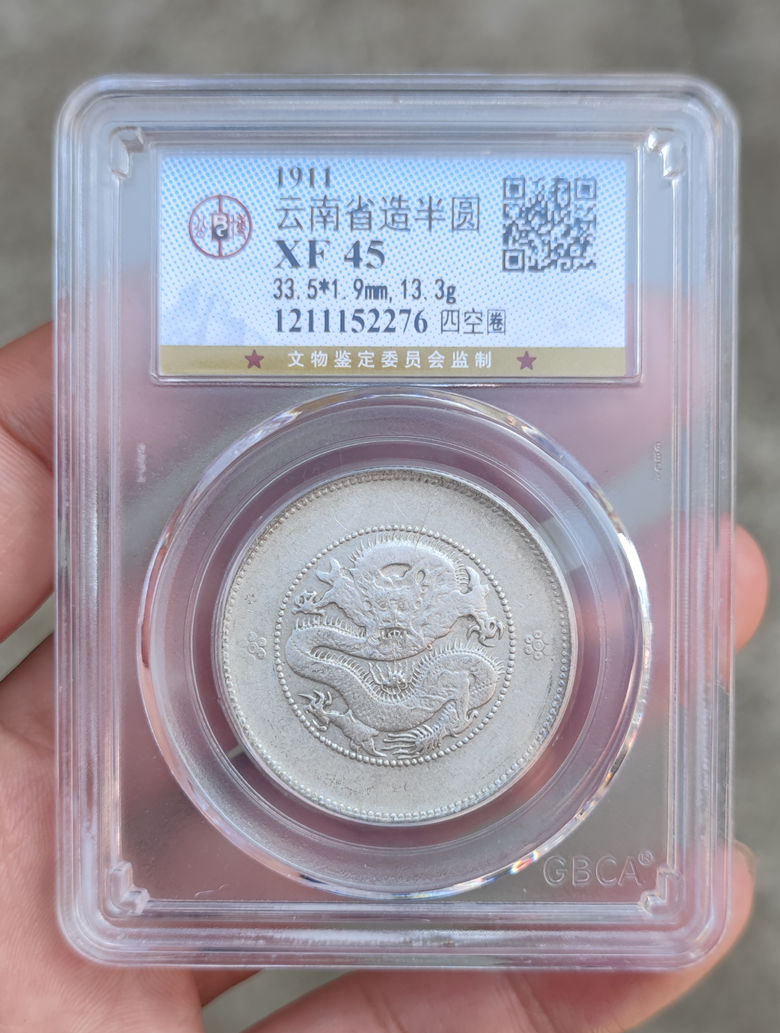 1911
云南省造半圆
XF 45
33.5*1.9mm,13.3g
1211152276 四空圈
★ 文物鉴定委员会监制 ★
GBCA®